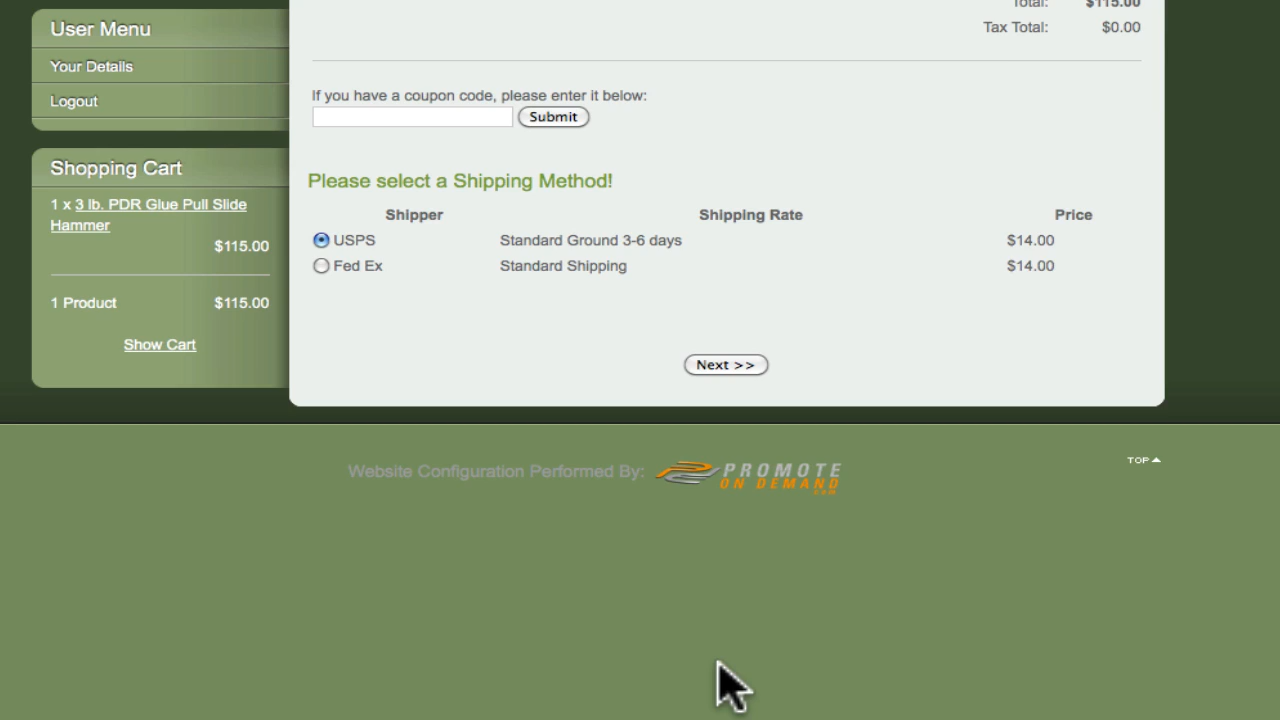 User Menu
Your Details
Logout
Shopping Cart
1 x 3 lb. PDR Glue Pull Slide
Hammer
$115.00
1 Product $115.00
Show Cart
Total: $115.00
Tax Total: $0.00
If you have a coupon code, please enter it below:
Submit
Please select a Shipping Method!
Shipper Shipping Rate Price
USPS Standard Ground 3-6 days $14.00
Fed Ex Standard Shipping $14.00
Next >>
Website Configuration Performed By:
PROMOTE
ON DEMAND
.COM
TOP